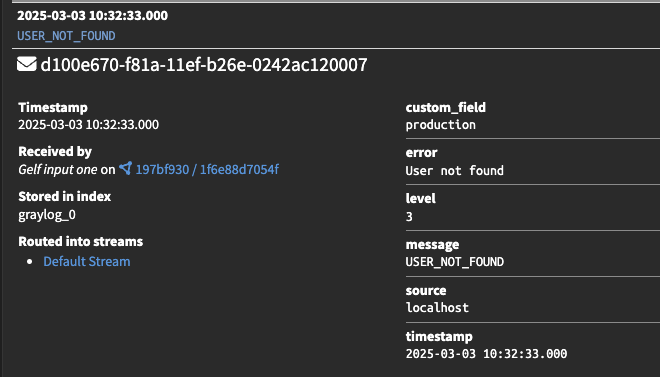 2025-03-03 10:32:33.000
USER_NOT_FOUND
d100e670-f81a-11ef-b26e-0242ac120007
Timestamp
2025-03-03 10:32:33.000
Received by
Gelf input one on 197bf930 / 1f6e88d7054f
Stored in index
graylog_0
Routed into streams
Default Stream
custom_field
production
error
User not found
level
3
message
USER_NOT_FOUND
source
localhost
timestamp
2025-03-03 10:32:33.000